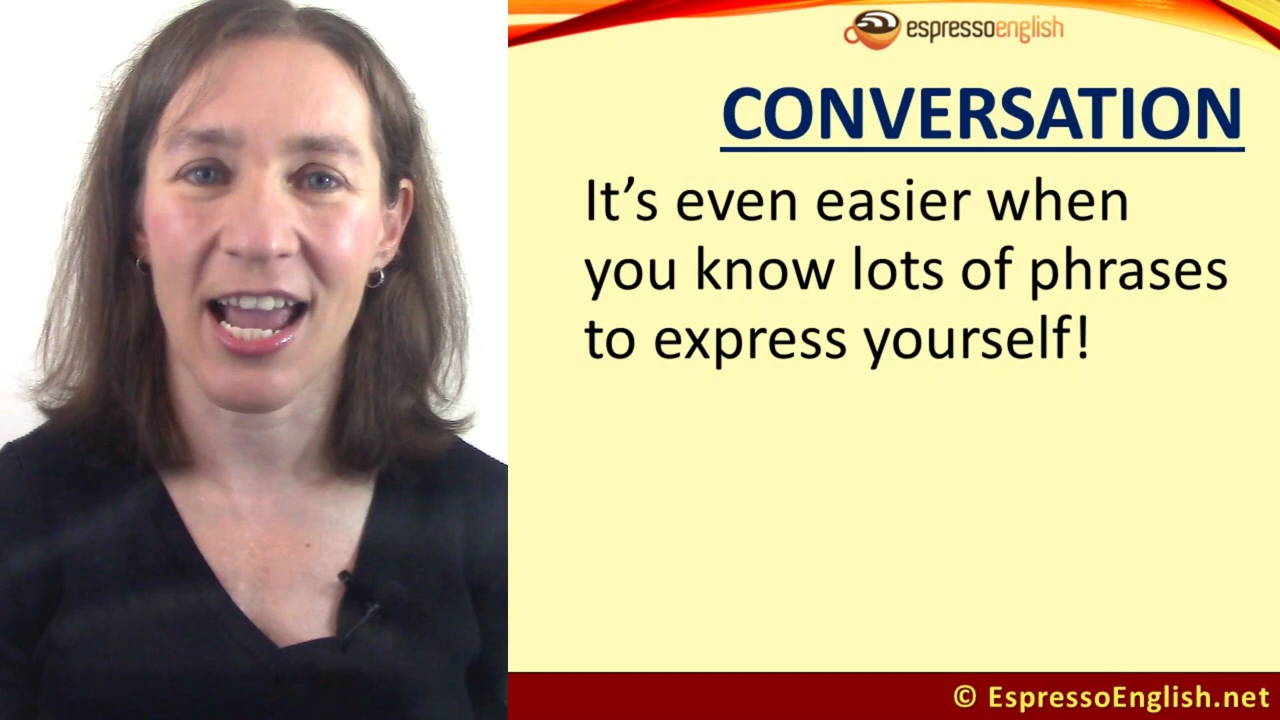 espressoenglish
CONVERSATION
It's even easier when
you know lots of phrases
to express yourself!
© EspressoEnglish.net